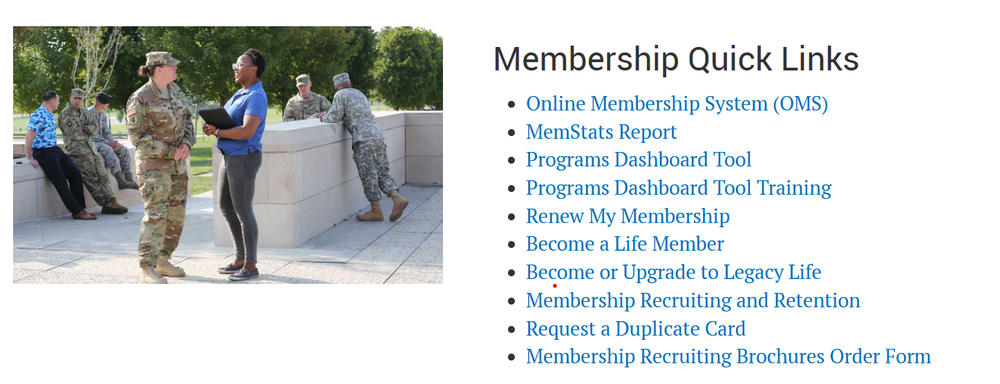 Membership Quick Links
Online Membership System (OMS)
MemStats Report
Programs Dashboard Tool
Programs Dashboard Tool Training
Renew My Membership
Become a Life Member
Become or Upgrade to Legacy Life
Membership Recruiting and Retention
Request a Duplicate Card
Membership Recruiting Brochures Order Form